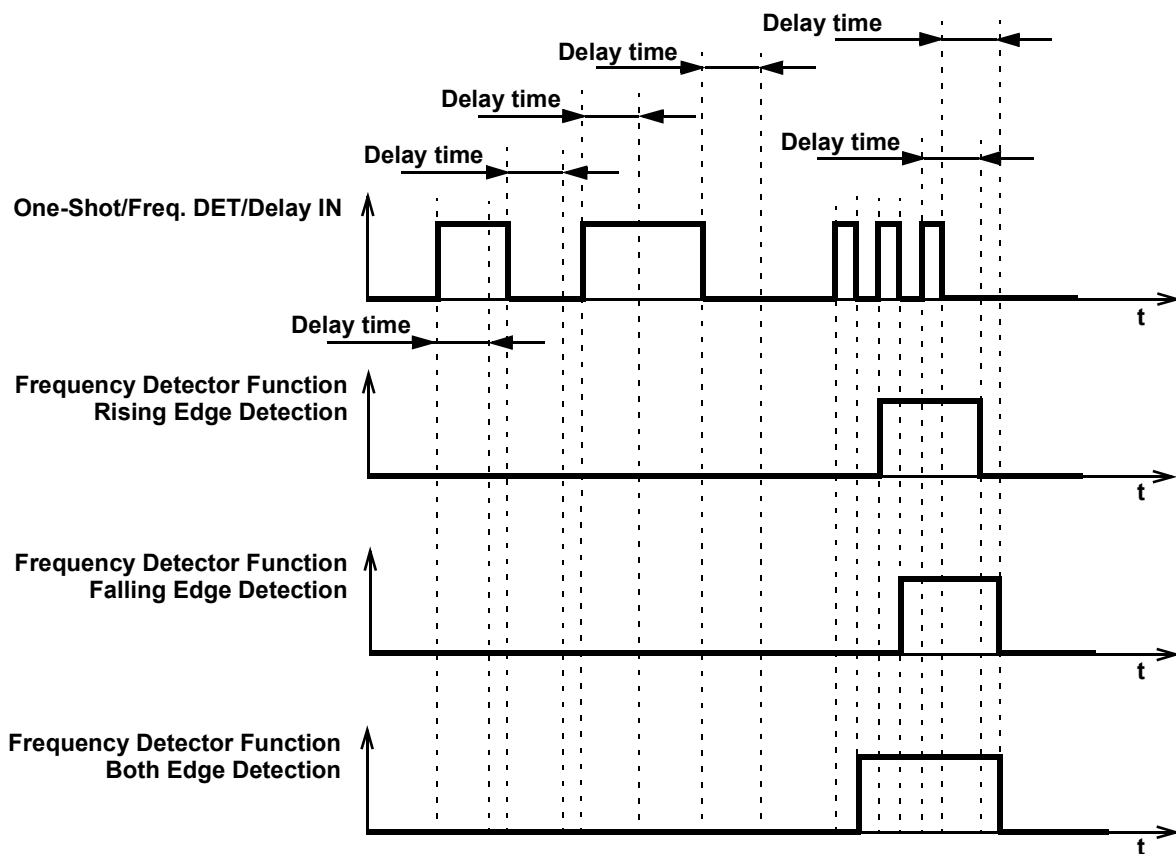 Delay time
Delay time
Delay time
Delay time
Delay time
One-Shot/Freq. DET/Delay IN
t
Delay time
Frequency Detector Function
Rising Edge Detection
t
Frequency Detector Function
Falling Edge Detection
t
Frequency Detector Function
Both Edge Detection
t